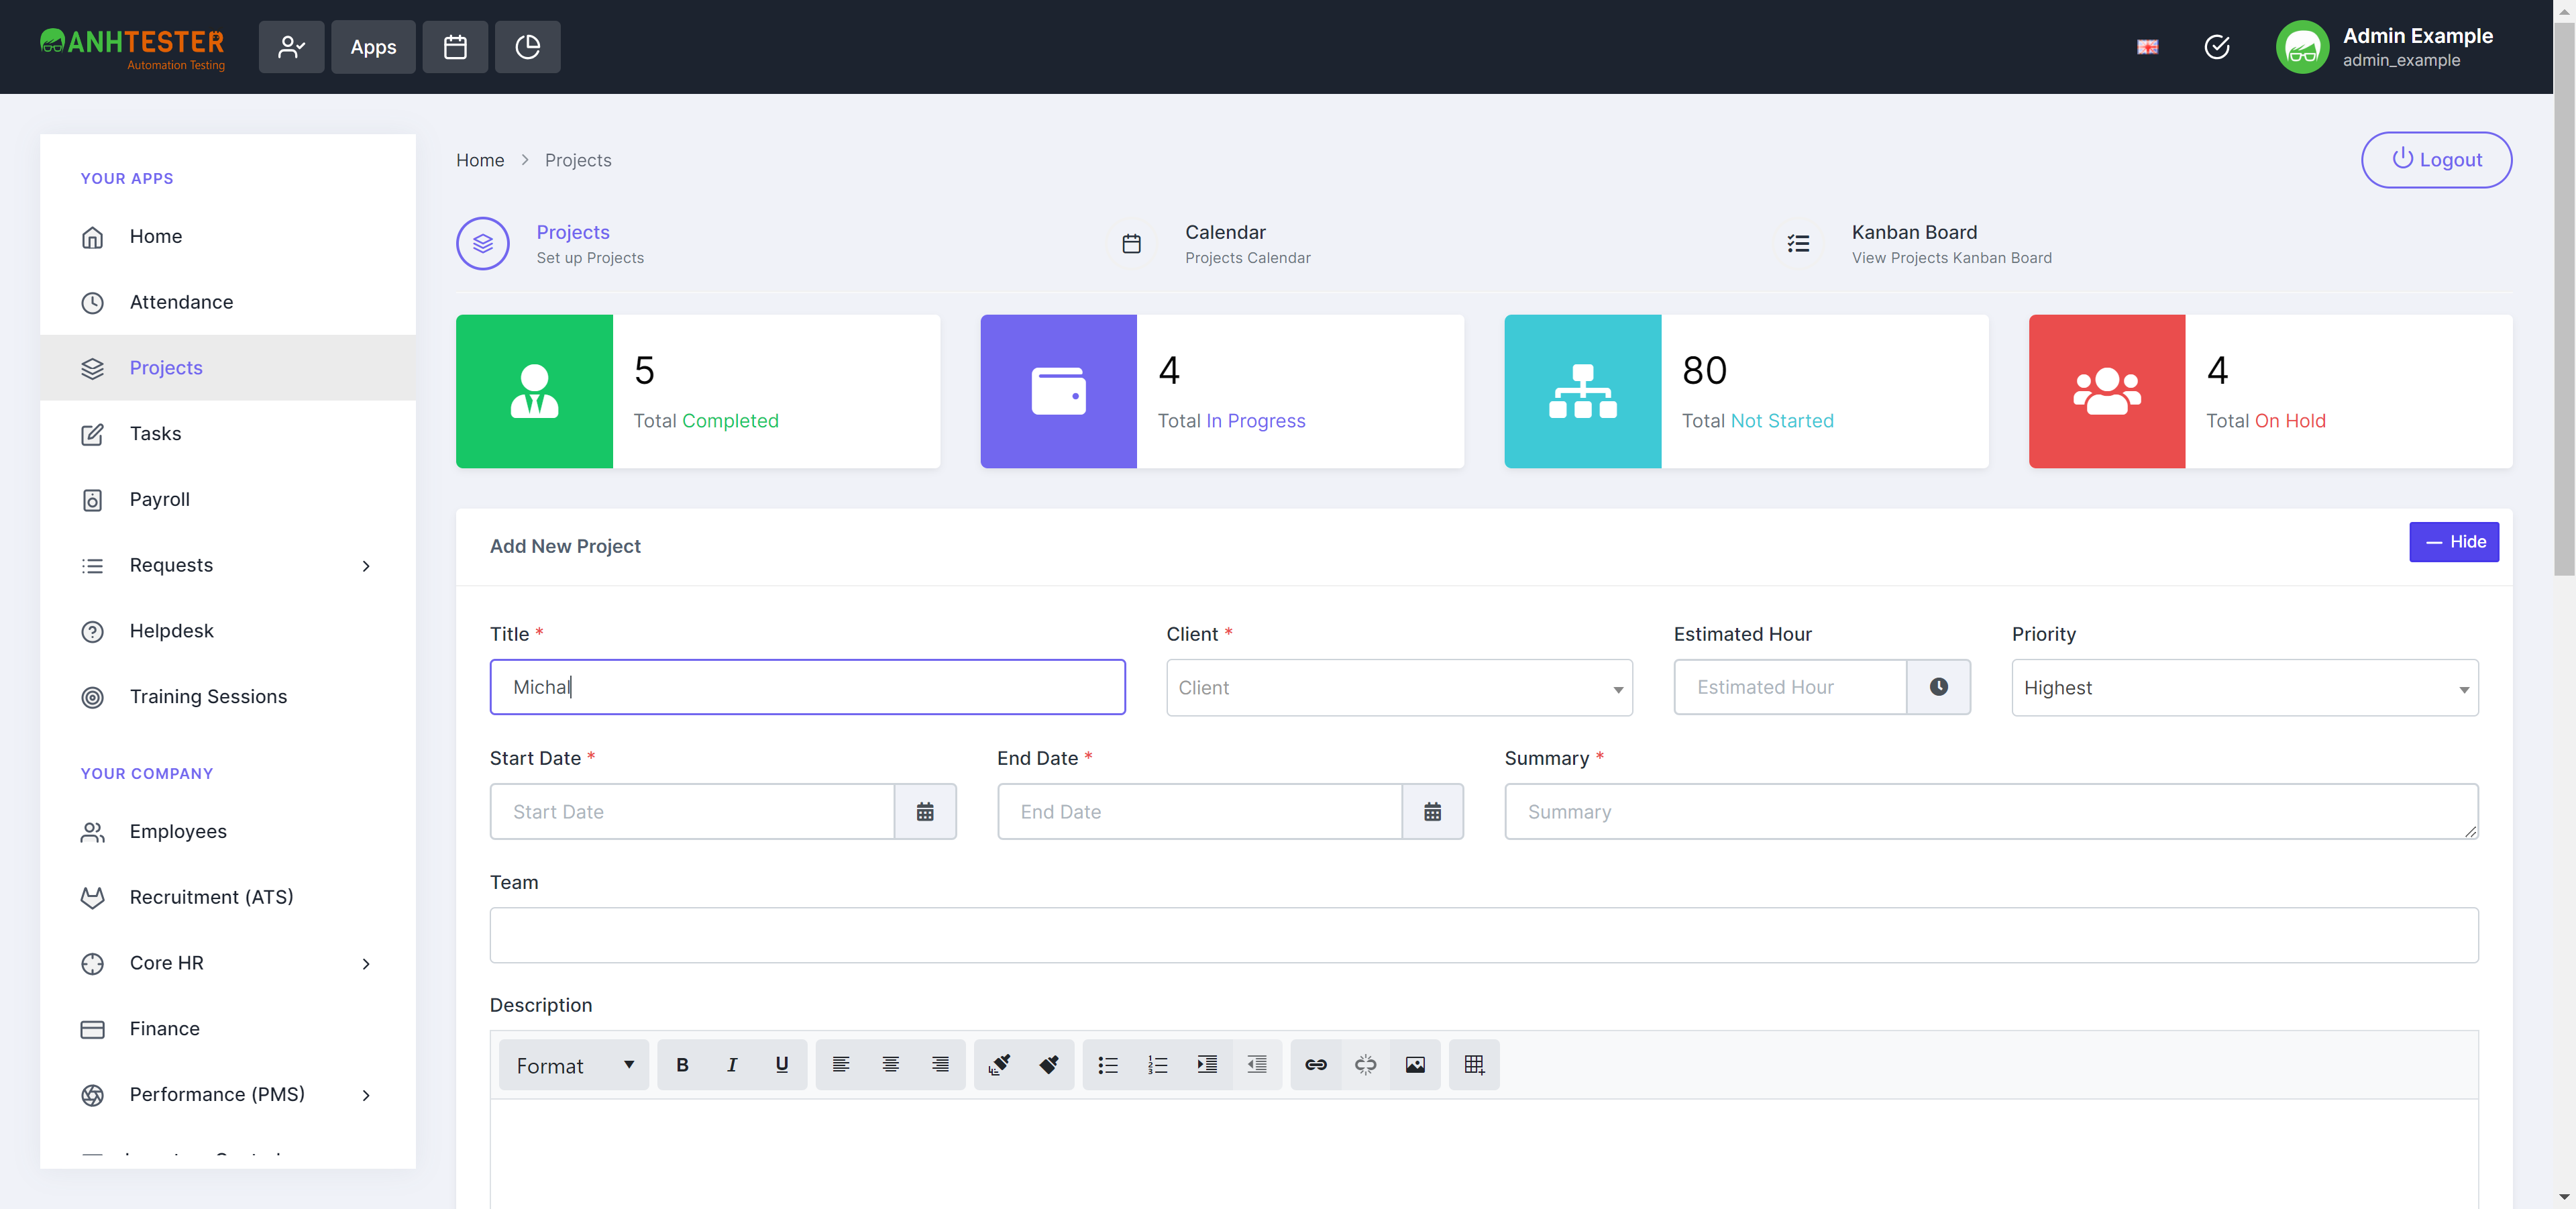 ANHTESTER
Automation Testing
Apps
Admin Example
admin_example
YOUR APPS
Home
Attendance
Projects
Tasks
Payroll
Requests
Helpdesk
Training Sessions
YOUR COMPANY
Employees
Recruitment (ATS)
Core HR
Finance
Performance (PMS)
Home > Projects
Logout
Projects
Set up Projects
Calendar
Projects Calendar
Kanban Board
View Projects Kanban Board
5
Total Completed
4
Total In Progress
80
Total Not Started
4
Total On Hold
Add New Project
Hide
Title *
Client *
Estimated Hour
Priority
Michal
Client
Estimated Hour
Highest
Start Date *
End Date *
Summary *
Start Date
End Date
Summary
Team
Description
Format
B I U